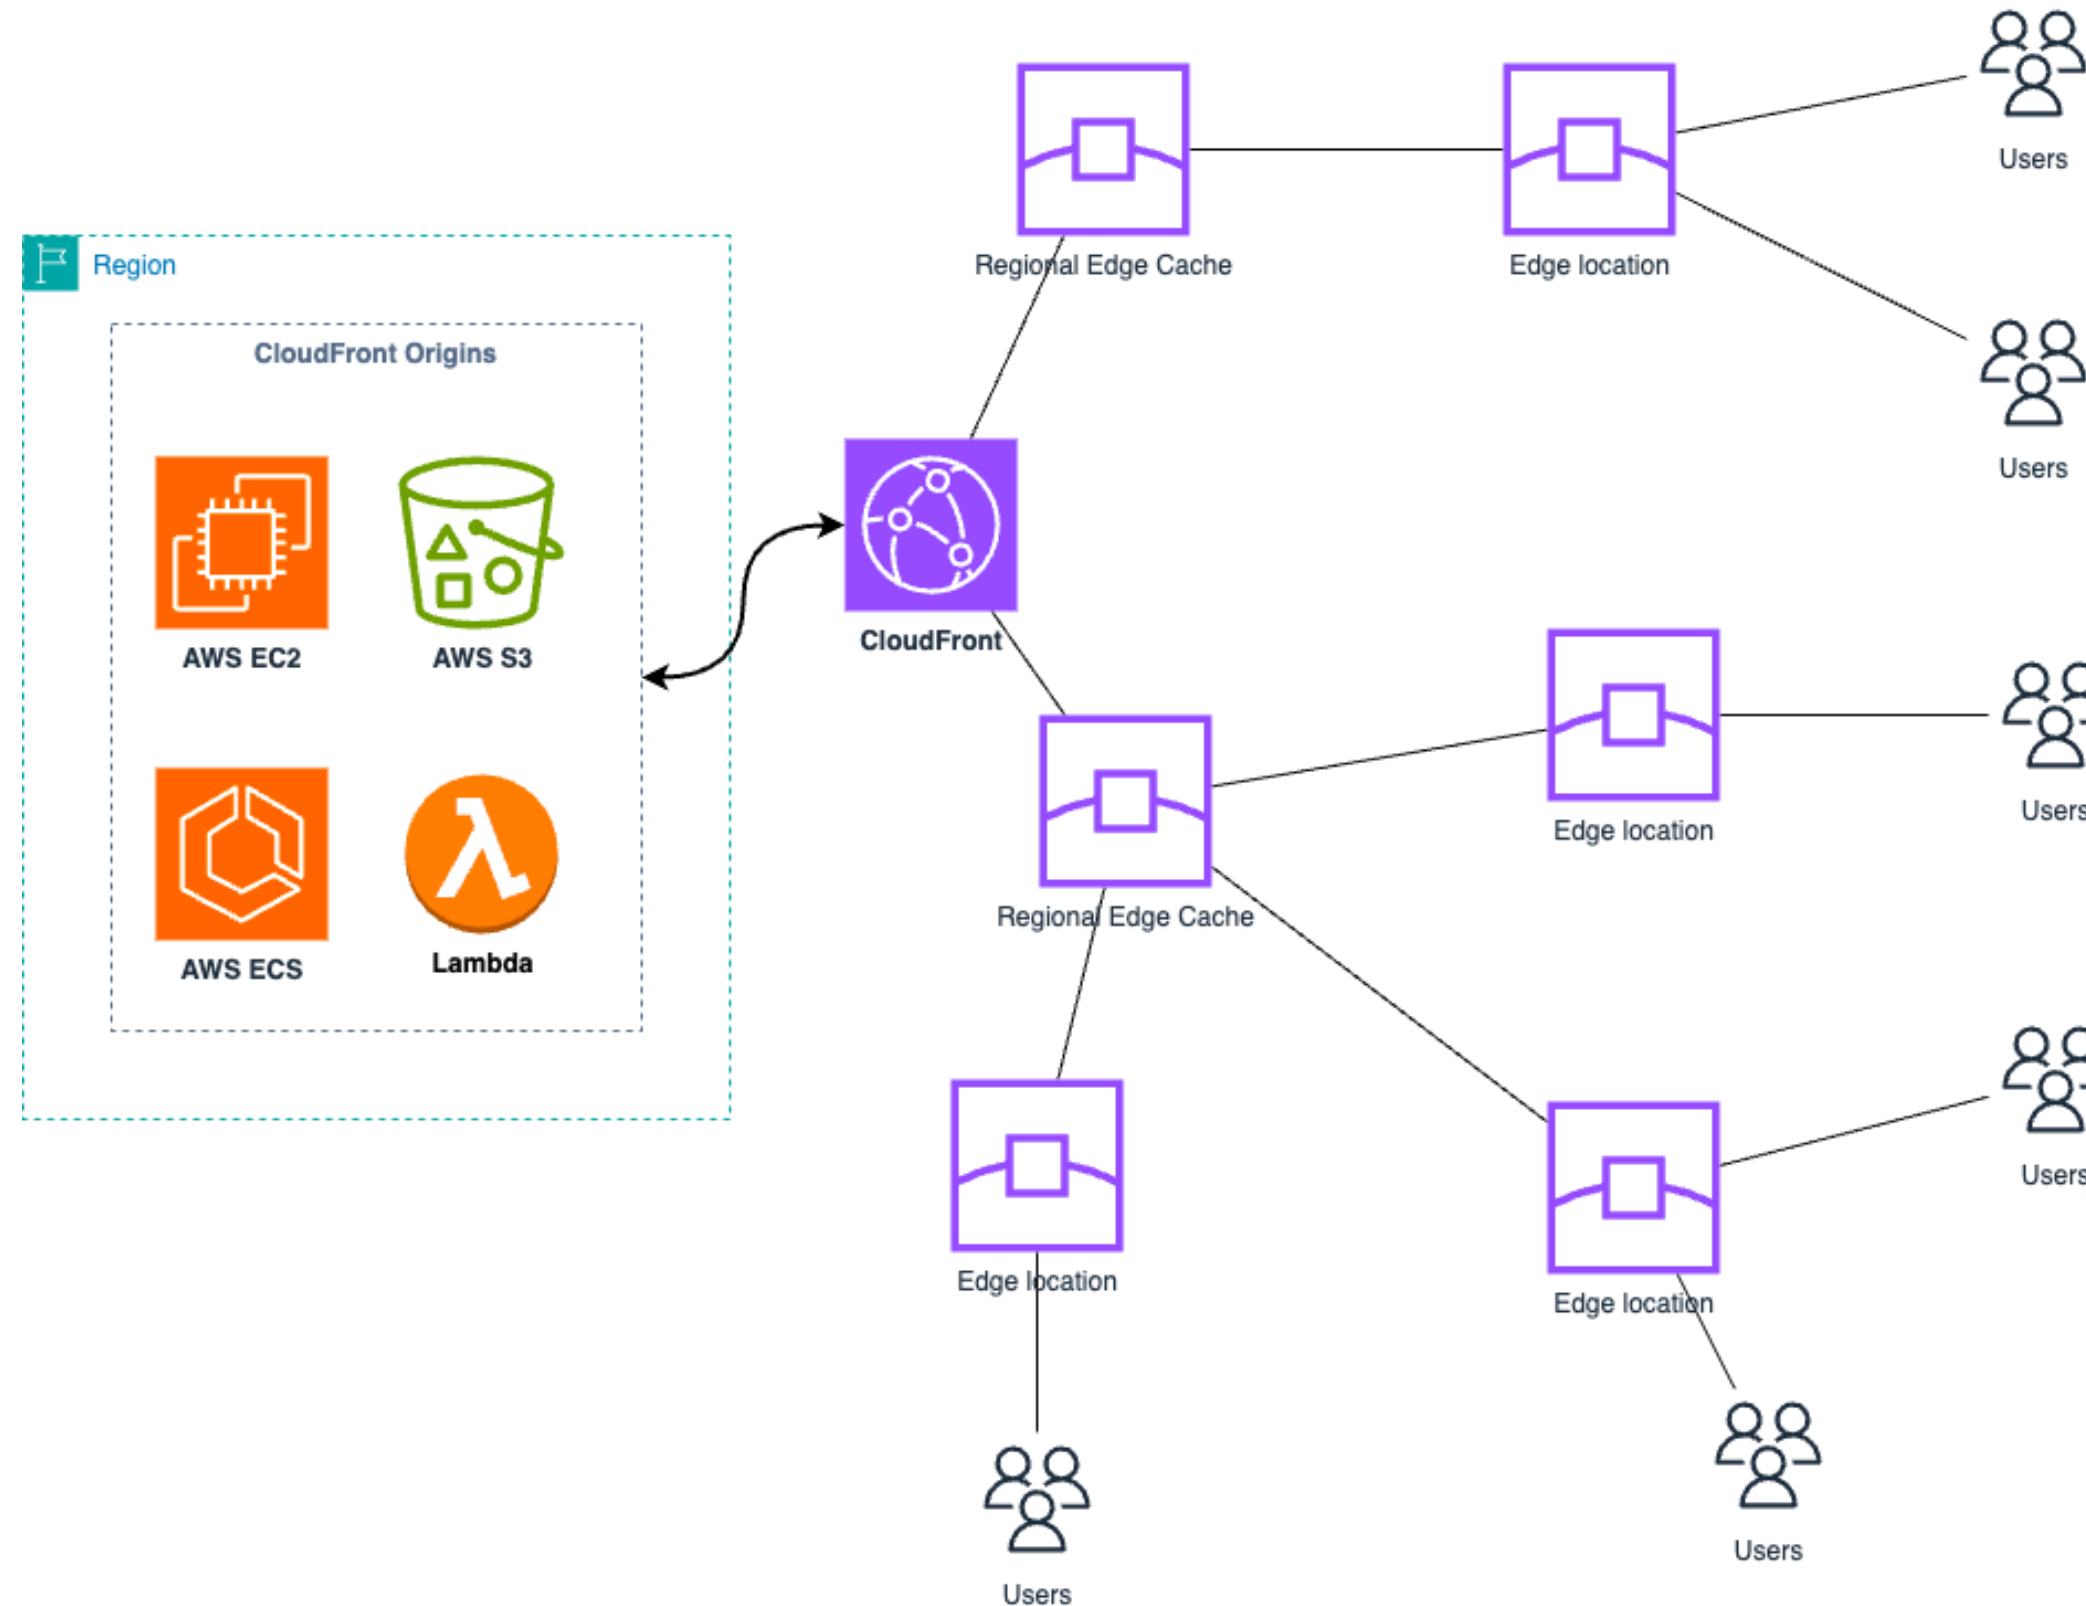 Users
Regional Edge Cache
Edge location
Region
CloudFront Origins
Users
CloudFront
AWS EC2
AWS S3
Users
Edge location
Regional Edge Cache
AWS ECS
Lambda
Users
Edge location
Edge location
Users
Users